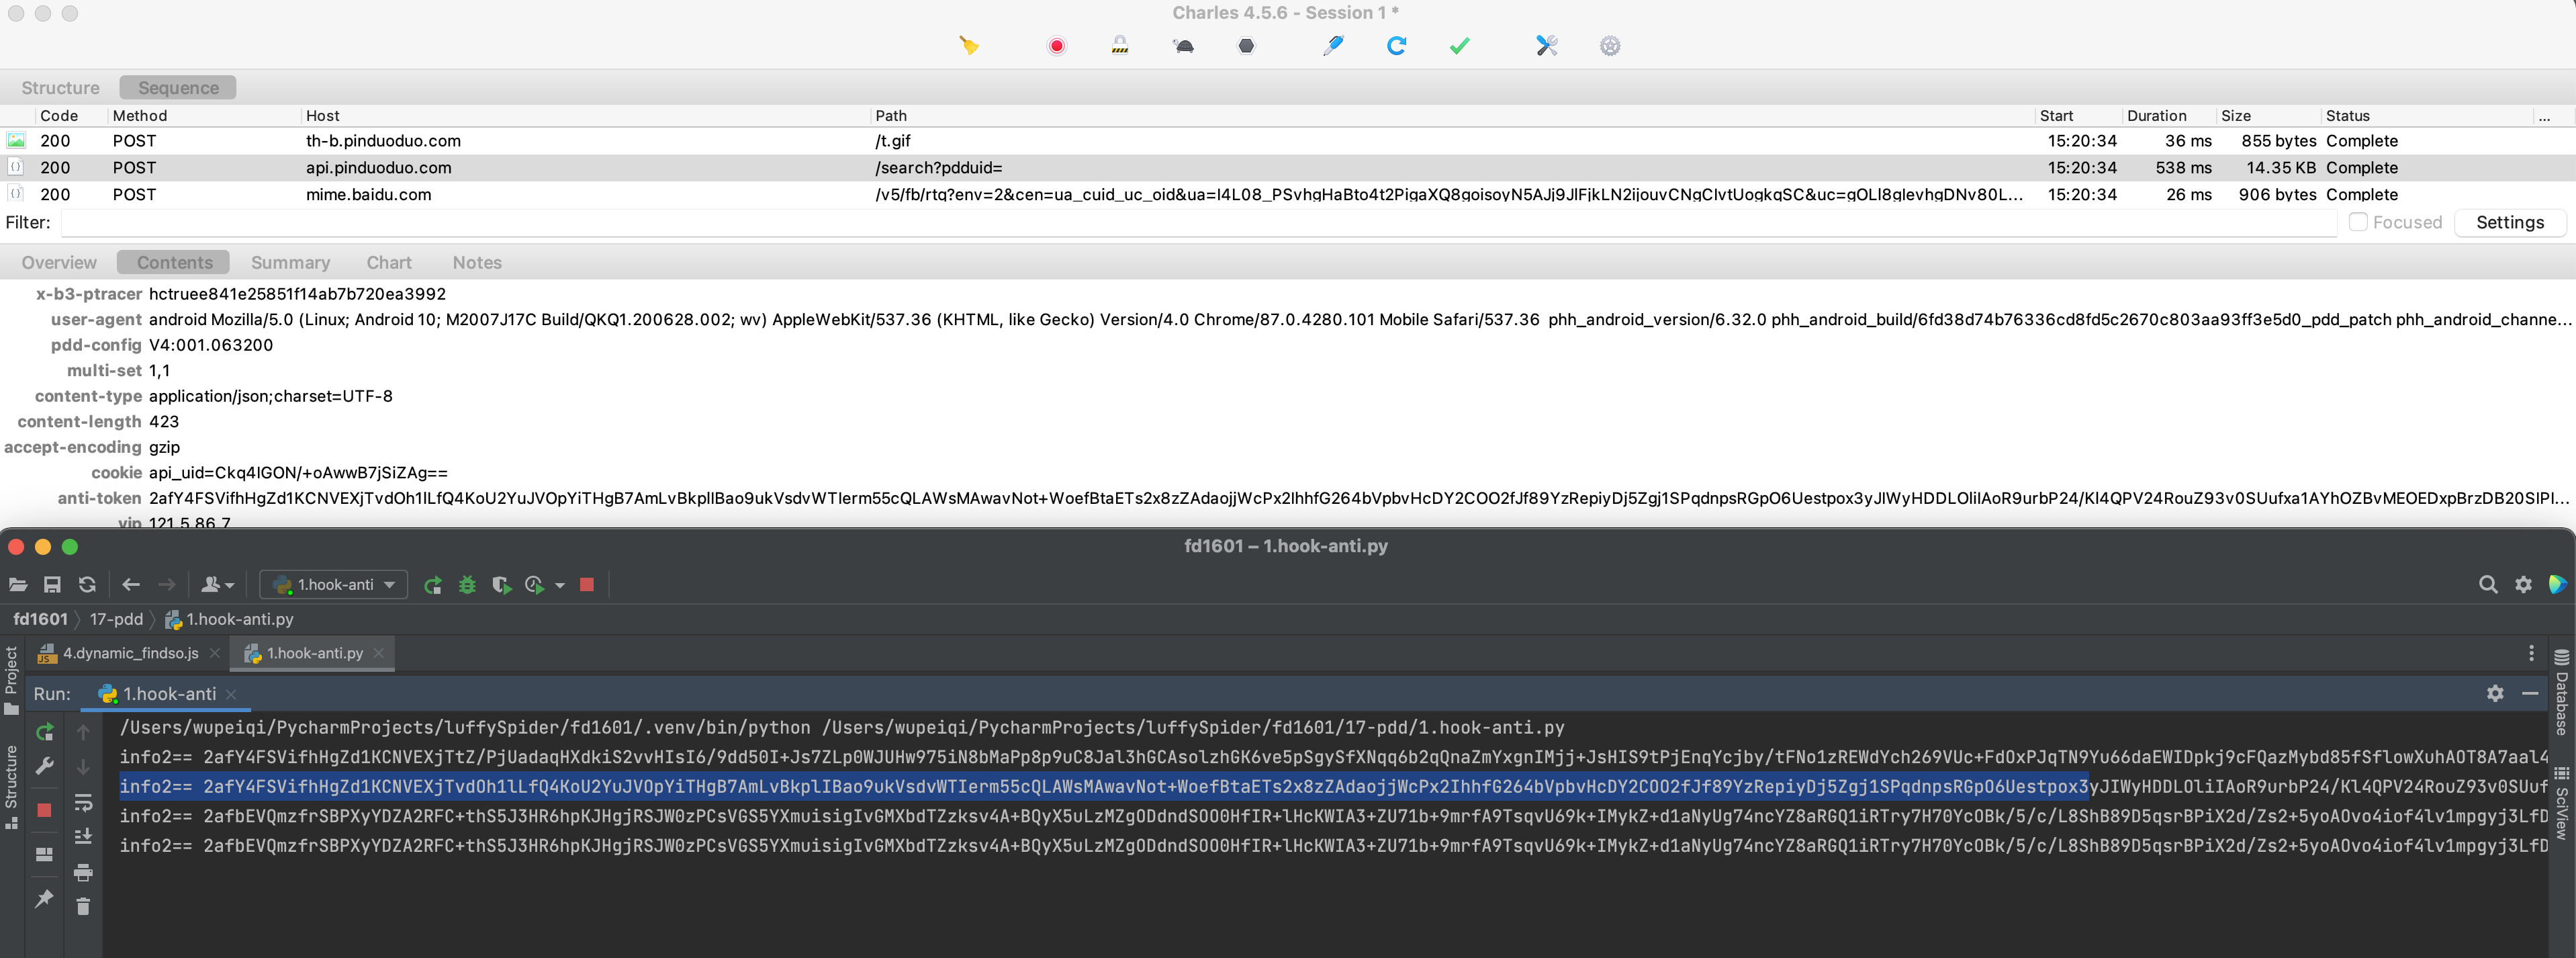 Charles 4.5.6 - Session 1 *
Structure Sequence
Code Method Host Path Start Duration Size Status ...
200 POST th-b.pinduoduo.com /t.gif 15:20:34 36 ms 855 bytes Complete
200 POST api.pinduoduo.com /search?pdduid= 15:20:34 538 ms 14.35 KB Complete
200 POST mime.baidu.com /v5/fb/rtq?env=2&cen=ua_cuid_uc_oid&ua=I4L08_PSvhgHaBto4t2PigaXQ8goisoyN5AJj9JlFjkLN2ijouvCNgClvtUogkqSC&uc=gOLI8glevhgDNv80L... 15:20:34 26 ms 906 bytes Complete
Filter: Focused Settings
Overview Contents Summary Chart Notes
x-b3-ptracer hctruee841e25851f14ab7b720ea3992
user-agent android Mozilla/5.0 (Linux; Android 10; M2007J17C Build/QKQ1.200628.002; wv) AppleWebKit/537.36 (KHTML, like Gecko) Version/4.0 Chrome/87.0.4280.101 Mobile Safari/537.36 phh_android_version/6.32.0 phh_android_build/6fd38d74b76336cd8fd5c2670c803aa93ff3e5d0_pdd_patch phh_android_channe...
pdd-config V4:001.063200
multi-set 1,1
content-type application/json;charset=UTF-8
content-length 423
accept-encoding gzip
cookie api_uid=Ckq4IGON/+oAwwB7jSiZAg==
anti-token 2afY4FSVifhHgZd1KCNVEXjTvdOh1lLfQ4KoU2YuJVOpYiTHgB7AmLvBkplIBao9ukVsdvWTIerm55cQLAWsMAwavNot+WoefBtaETs2x8zZAdaojjWcPx2IhhfG264bVpbvHcDY2COO2fJf89YzRepiyDj5Zgj1SPqdnpsRGpO6Uestpox3yJIWyHDDLOliIAoR9urbP24/Kl4QPV24RouZ93v0SUufxa1AYhOZBvMEOEDxpBrzDB20SIPl...
vip 121.5.86.7
fd1601 – 1.hook-anti.py
1.hook-anti
fd1601 17-pdd 1.hook-anti.py
4.dynamic_findso.js 1.hook-anti.py
Project
Structure
Database
SciView
Run: 1.hook-anti
/Users/wupeiqi/PycharmProjects/luffySpider/fd1601/.venv/bin/python /Users/wupeiqi/PycharmProjects/luffySpider/fd1601/17-pdd/1.hook-anti.py
info2== 2afY4FSVifhHgZd1KCNVEXjTtZ/PjUadaqHXdkiS2vvHIsI6/9dd50I+Js7ZLp0WJUHw975iN8bMaPp8p9uC8Jal3hGCAsolzhGK6ve5pSgySfXNqq6b2qQnaZmYxgnIMjj+JsHIS9tPjEnqYcjby/tFNo1zREWdYch269VUc+FdOxPJqTN9Yu66daEWIDpkj9cFQazMybd85fSflowXuhAOT8A7aal4
info2== 2afY4FSVifhHgZd1KCNVEXjTvdOh1lLfQ4KoU2YuJVOpYiTHgB7AmLvBkplIBao9ukVsdvWTIerm55cQLAWsMAwavNot+WoefBtaETs2x8zZAdaojjWcPx2IhhfG264bVpbvHcDY2COO2fJf89YzRepiyDj5Zgj1SPqdnpsRGpO6Uestpox3yJIWyHDDLOliIAoR9urbP24/Kl4QPV24RouZ93v0SUuf
info2== 2afbEVQmzfrSBPXyYDZA2RFC+thS5J3HR6hpKJHgjRSJW0zPCsVGS5YXmuisigIvGMXbdTZzksv4A+BQyX5uLzMZgODdndSOO0HfIR+lHcKWIA3+ZU71b+9mrfA9TsqvU69k+IMykZ+d1aNyUg74ncYZ8aRGQ1iRTry7H70YcOBk/5/c/L8ShB89D5qsrBPiX2d/Zs2+5yoAOvo4iof4lv1mpgyj3LfD
info2== 2afbEVQmzfrSBPXyYDZA2RFC+thS5J3HR6hpKJHgjRSJW0zPCsVGS5YXmuisigIvGMXbdTZzksv4A+BQyX5uLzMZgODdndSOO0HfIR+lHcKWIA3+ZU71b+9mrfA9TsqvU69k+IMykZ+d1aNyUg74ncYZ8aRGQ1iRTry7H70YcOBk/5/c/L8ShB89D5qsrBPiX2d/Zs2+5yoAOvo4iof4lv1mpgyj3LfD